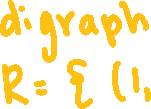 digraph
R = { (1,